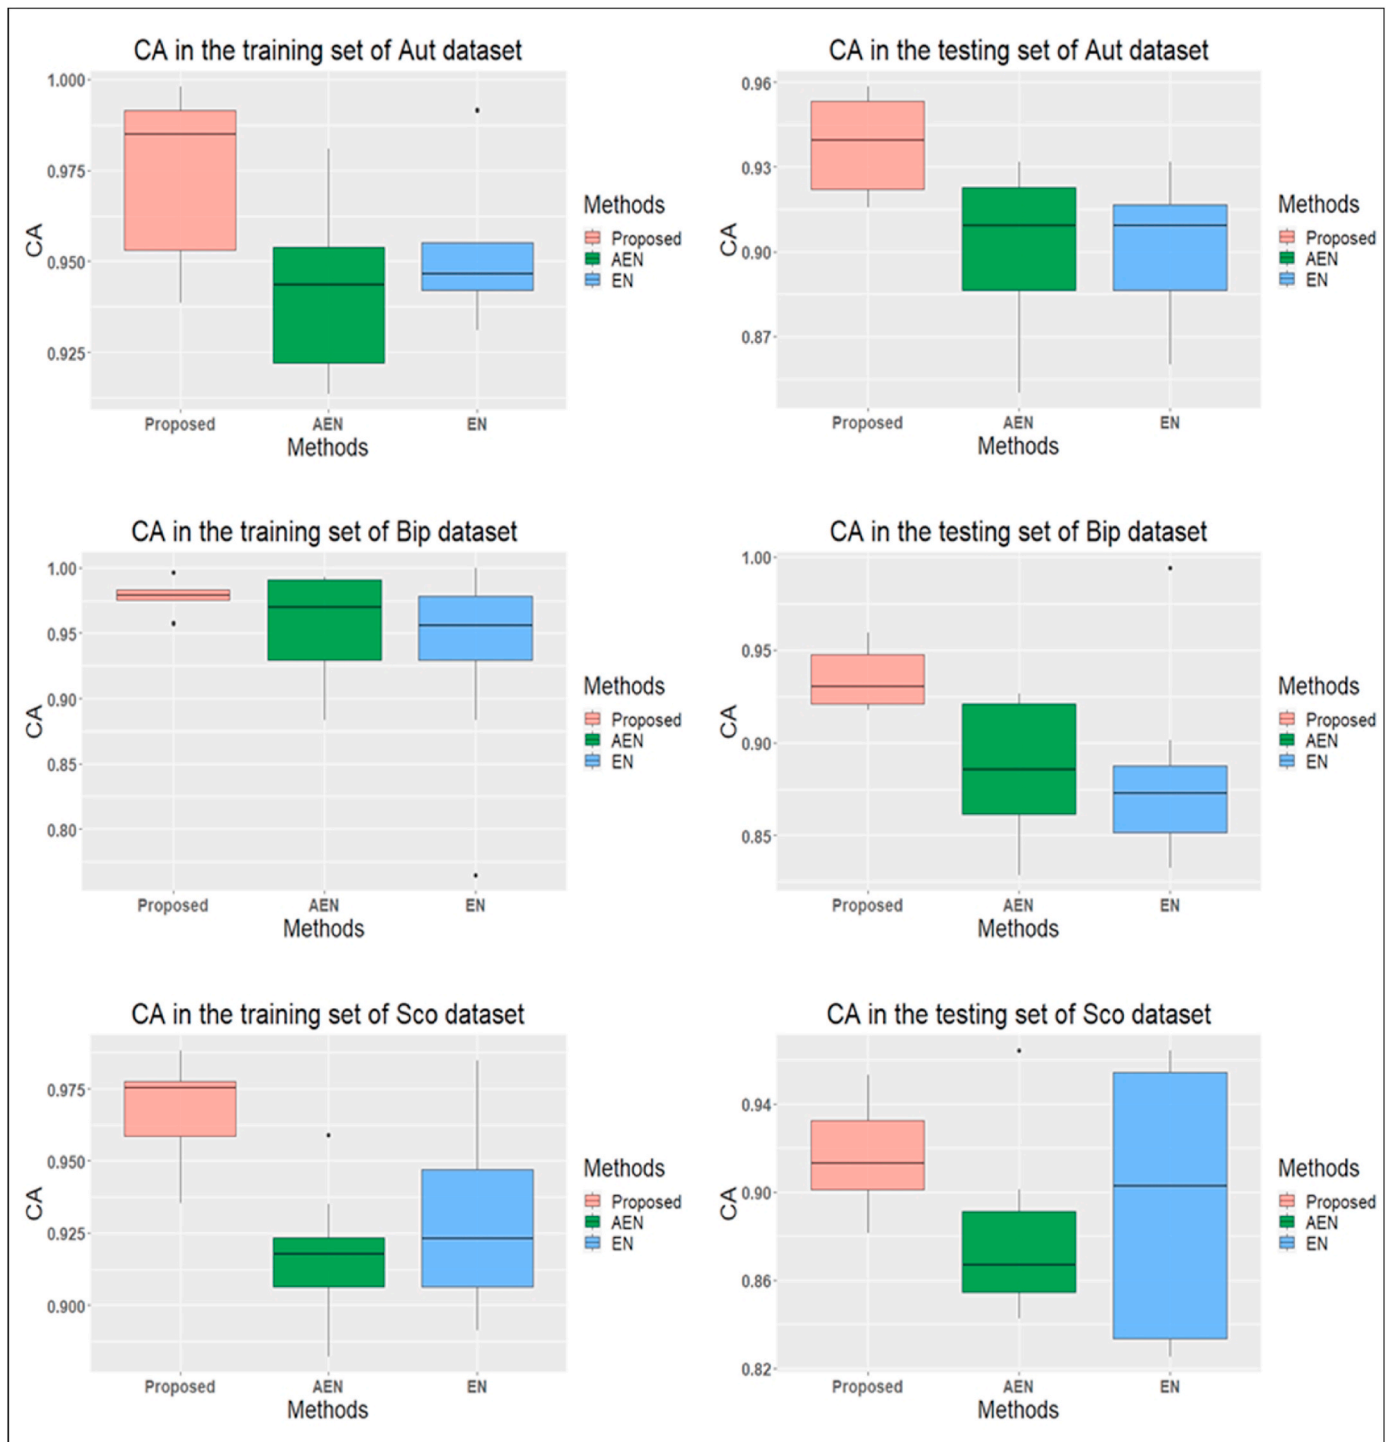 CA in the training set of Aut dataset
1.000
0.975
0.950
0.925
CA
Proposed
AEN
EN
Methods
Methods
Proposed
AEN
EN
CA in the testing set of Aut dataset
0.96
0.93
0.90
0.87
CA
Proposed
AEN
EN
Methods
Methods
Proposed
AEN
EN
CA in the training set of Bip dataset
1.00
0.95
0.90
0.85
0.80
CA
Proposed
AEN
EN
Methods
Methods
Proposed
AEN
EN
CA in the testing set of Bip dataset
1.00
0.95
0.90
0.85
CA
Proposed
AEN
EN
Methods
Methods
Proposed
AEN
EN
CA in the training set of Sco dataset
0.975
0.950
0.925
0.900
CA
Proposed
AEN
EN
Methods
Methods
Proposed
AEN
EN
CA in the testing set of Sco dataset
0.94
0.90
0.86
0.82
CA
Proposed
AEN
EN
Methods
Methods
Proposed
AEN
EN